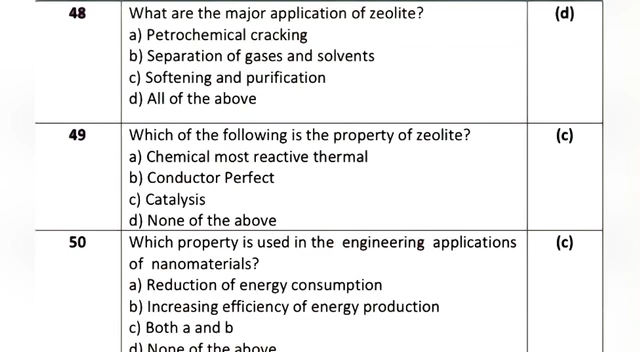 48 What are the major application of zeolite? (d)
a) Petrochemical cracking
b) Separation of gases and solvents
c) Softening and purification
d) All of the above
49 Which of the following is the property of zeolite? (c)
a) Chemical most reactive thermal
b) Conductor Perfect
c) Catalysis
d) None of the above
50 Which property is used in the engineering applications (c)
of nanomaterials?
a) Reduction of energy consumption
b) Increasing efficiency of energy production
c) Both a and b
d) None of the above